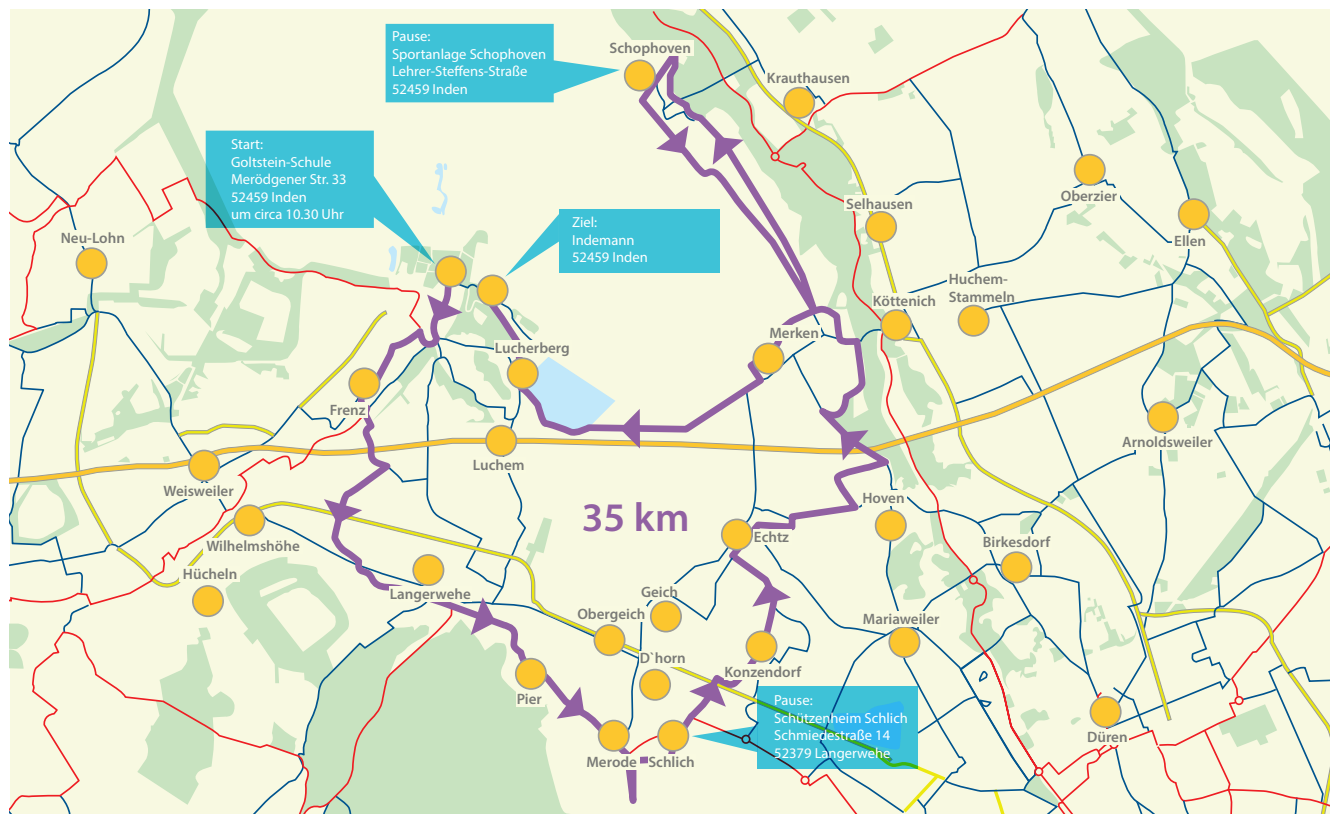 Pause:
Sportanlage Schophoven
Lehrer-Steffens-Straße
52459 Inden
Schophoven
Krauthausen
Start:
Goltstein-Schule
Merödgener Str. 33
52459 Inden
um circa 10.30 Uhr
Oberzier
Selhausen
Ziel:
Indemann
52459 Inden
Neu-Lohn
Ellen
Huchem-
Stammeln
Köttenich
Merken
Lucherberg
Frenz
Arnoldsweiler
Luchem
Weisweiler
Hoven
35 km
Echtz
Wilhelmshöhe
Birkesdorf
Hücheln
Langerwehe
Geich
Obergeich
Mariaweiler
D`horn
Konzendorf
Pier
Pause:
Schützenheim Schlich
Schmiedestraße 14
52379 Langerwehe
Düren
Merode
Schlich